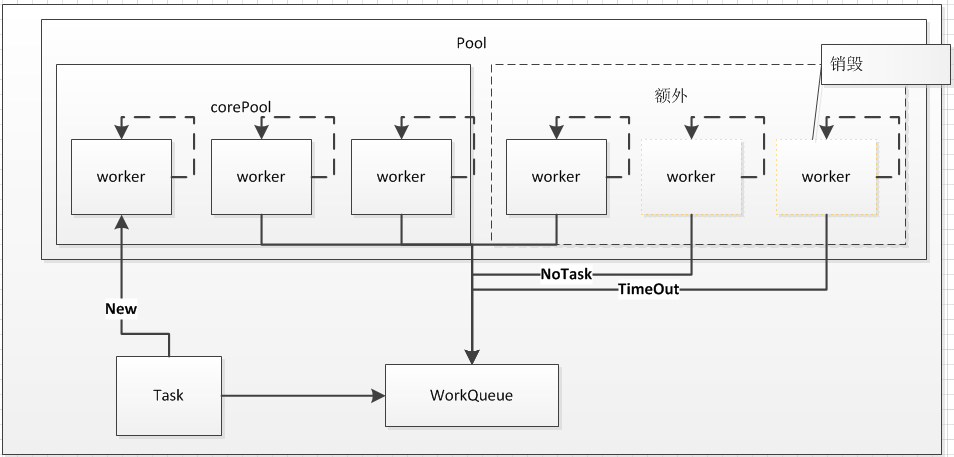 Pool
销毁
额外
corePool
worker
worker
worker
worker
worker
worker
NoTask
TimeOut
New
Task
WorkQueue